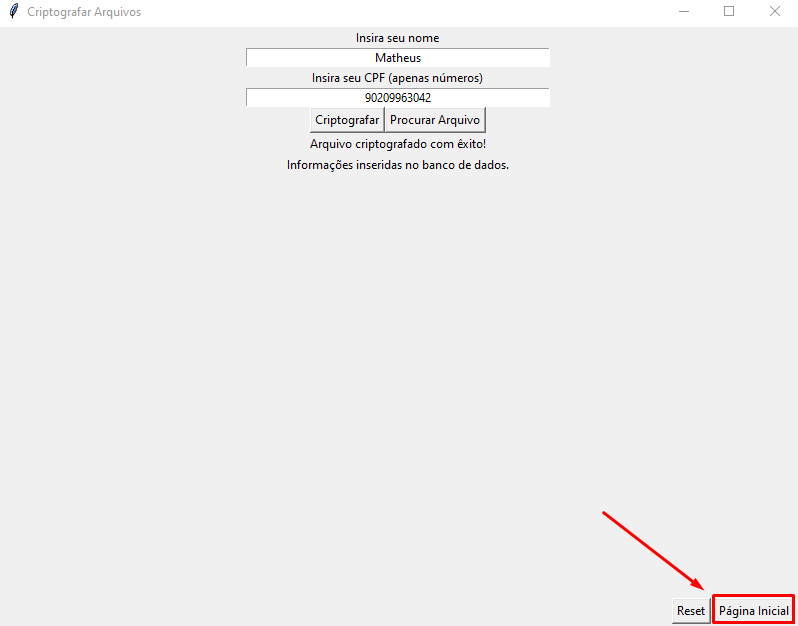 Criptografar Arquivos
Insira seu nome
Matheus
Insira seu CPF (apenas números)
90209963042
Criptografar Procurar Arquivo
Arquivo criptografado com êxito!
Informações inseridas no banco de dados.
Reset Página Inicial